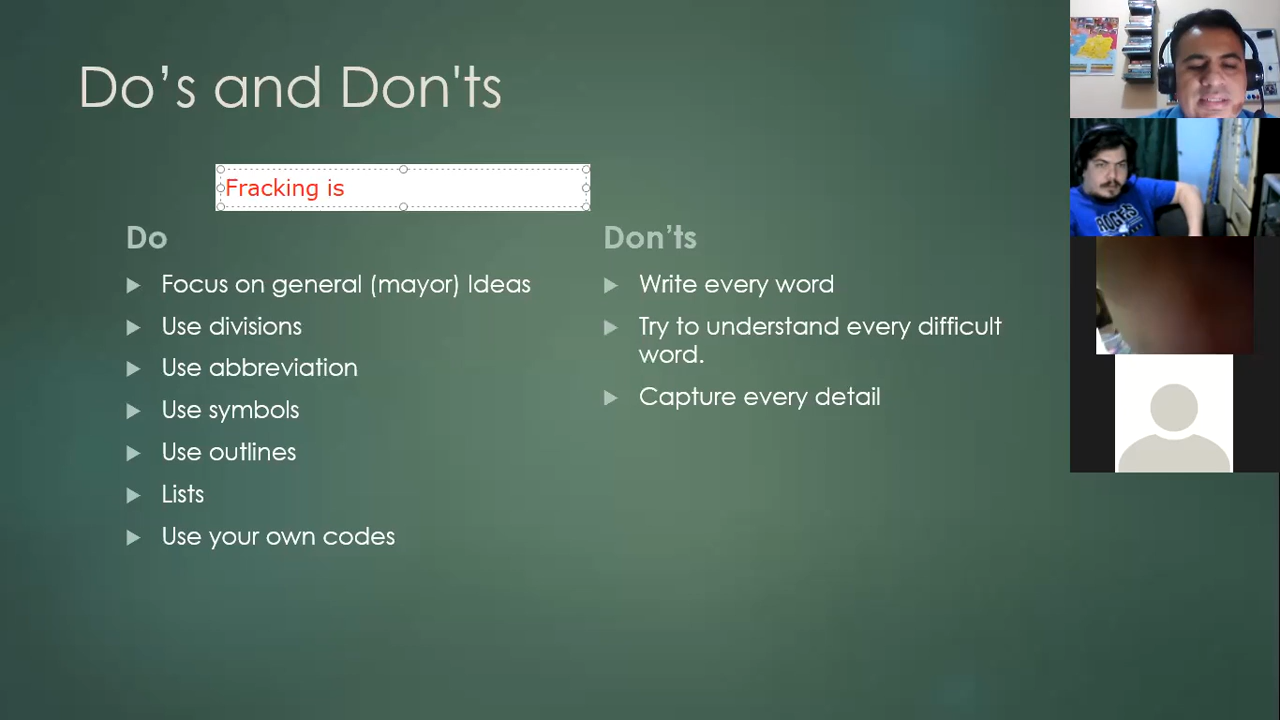 Do’s and Don'ts
Fracking is
Do
Focus on general (mayor) Ideas
Use divisions
Use abbreviation
Use symbols
Use outlines
Lists
Use your own codes
Don’ts
Write every word
Try to understand every difficult
word.
Capture every detail